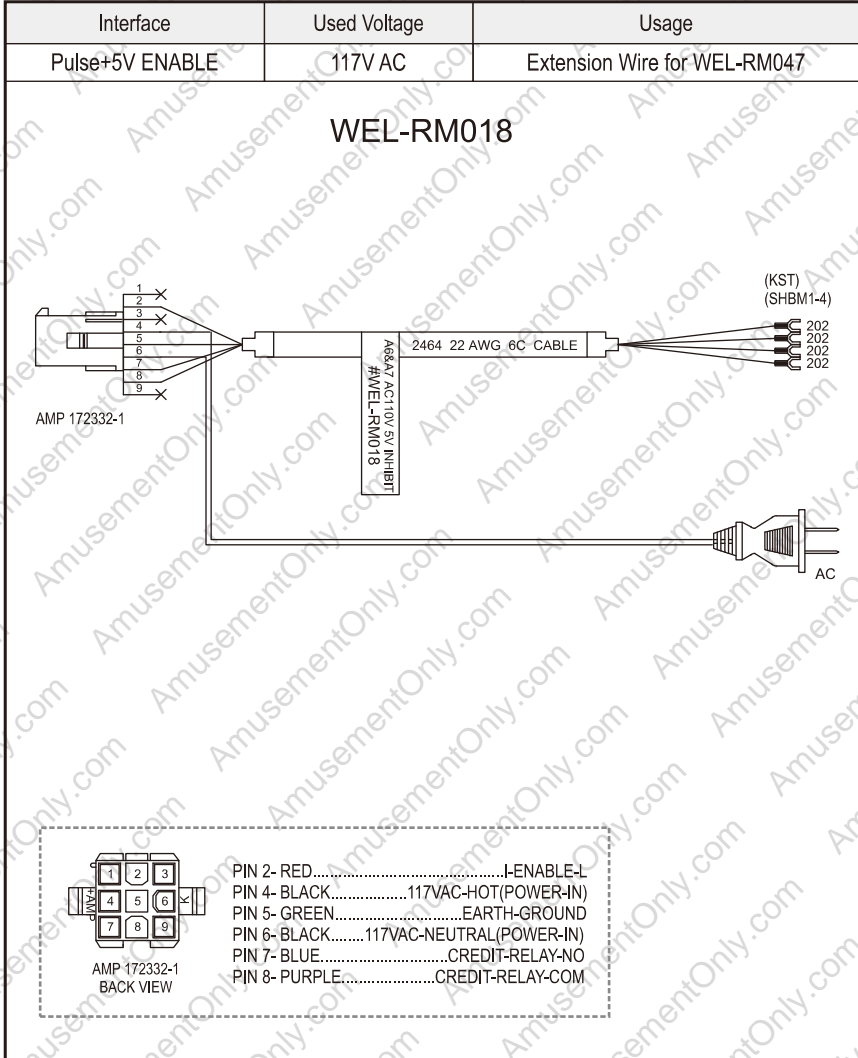 Interface Used Voltage Usage
Pulse+5V ENABLE 117V AC Extension Wire for WEL-RM047
WEL-RM018
(KST)
(SHBM1-4)
1
2
3
4
5
6
7
8
9
202
202
202
202
2464 22 AWG 6C CABLE
A6&A7 AC110V 5V INHIBIT
#WEL-RM018
AMP 172332-1
AC
1 2 3
4 5 6
7 8 9
+AMP
K
AMP 172332-1
BACK VIEW
PIN 2- RED..............................I-ENABLE-L
PIN 4- BLACK...............117VAC-HOT(POWER-IN)
PIN 5- GREEN.........................EARTH-GROUND
PIN 6- BLACK.......117VAC-NEUTRAL(POWER-IN)
PIN 7- BLUE.........................CREDIT-RELAY-NO
PIN 8- PURPLE...................CREDIT-RELAY-COM
AmusementOnly.com